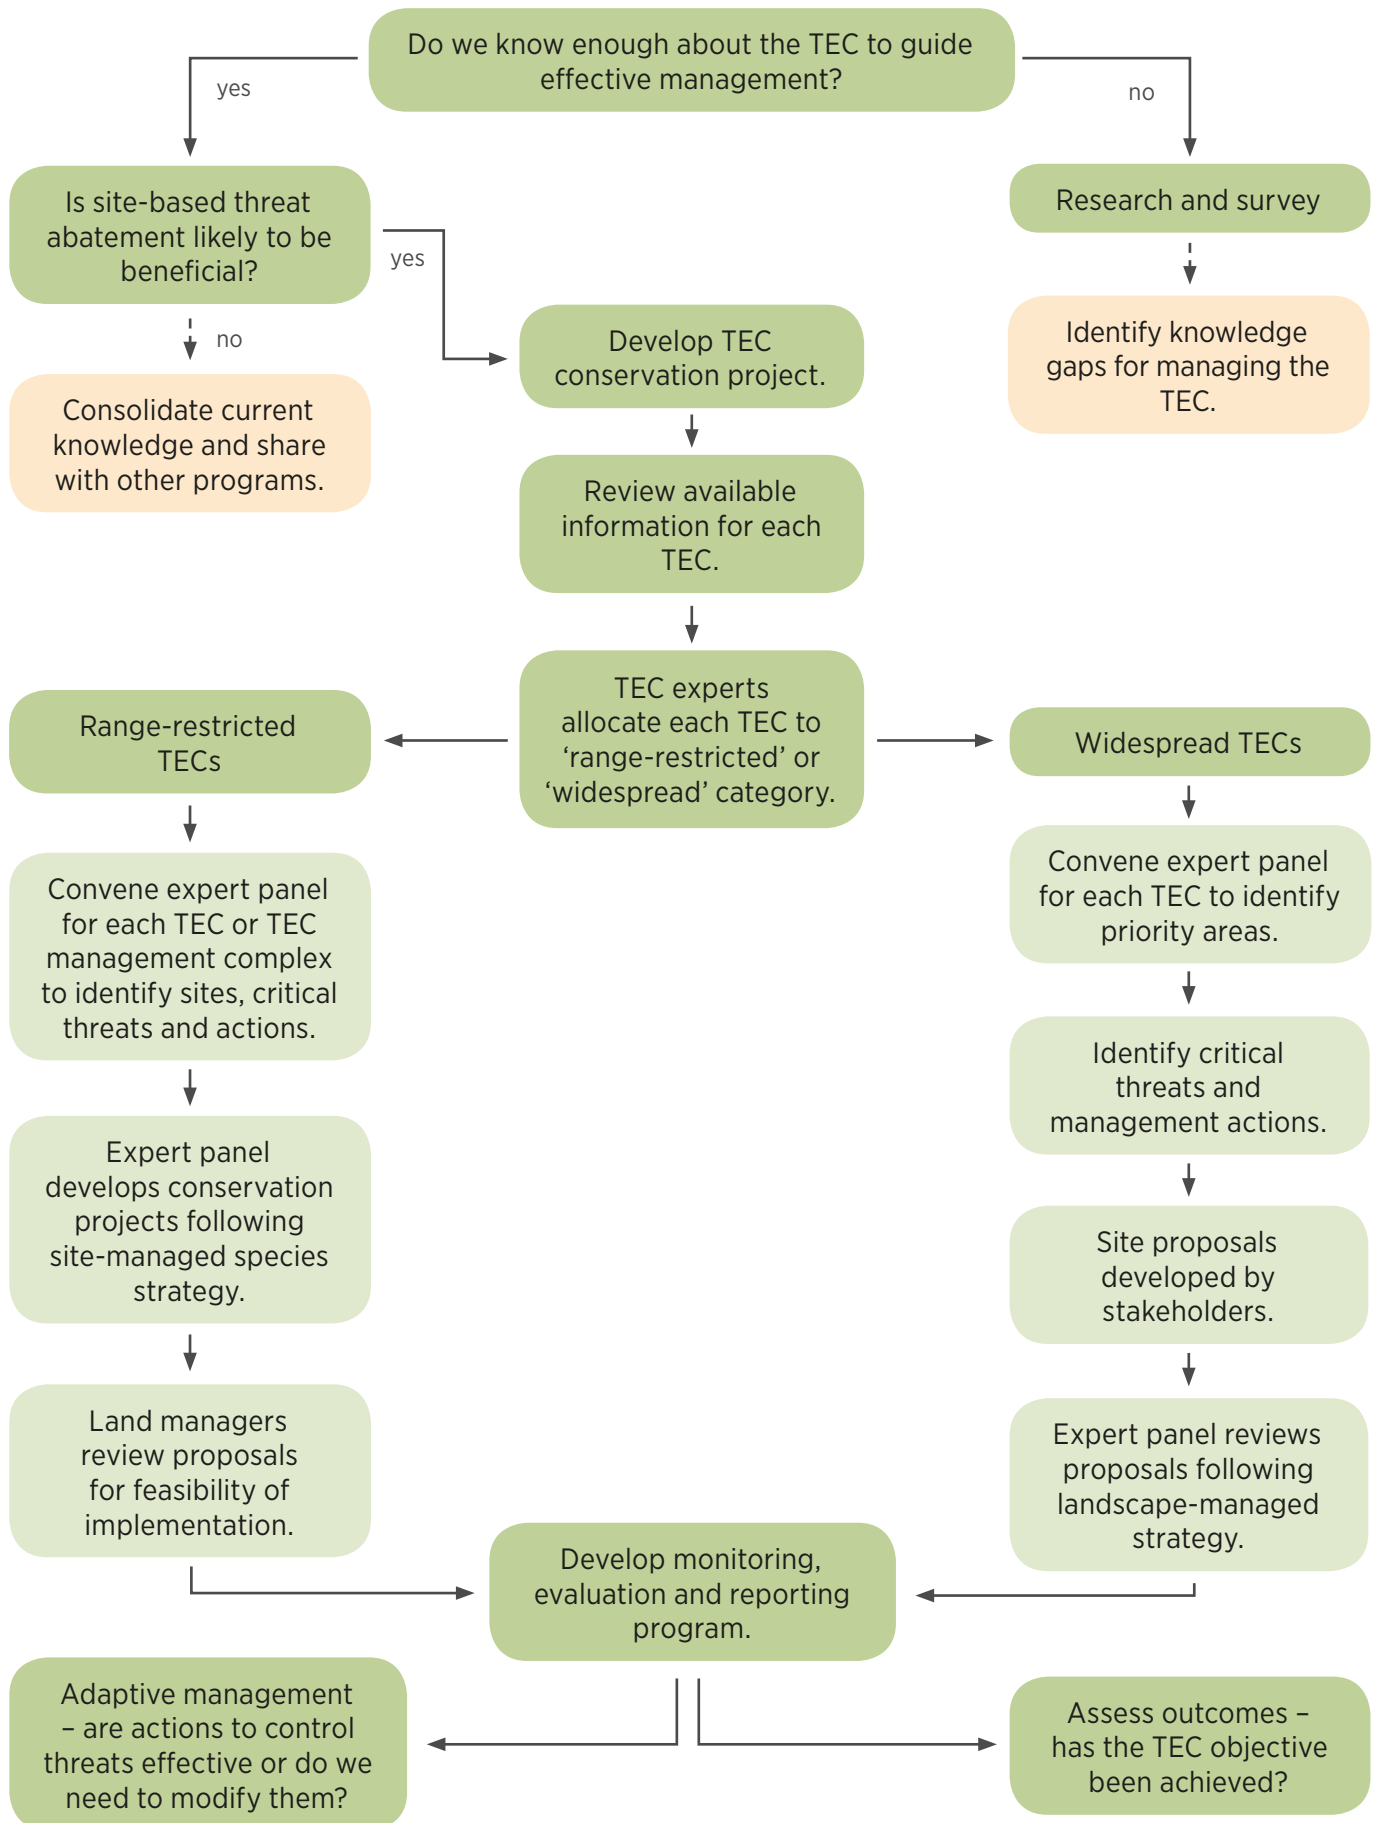 Do we know enough about the TEC to guide
effective management?
yes
no
Is site-based threat
abatement likely to be
beneficial?
Research and survey
yes
no
Develop TEC
conservation project.
Identify knowledge
gaps for managing the
TEC.
Consolidate current
knowledge and share
with other programs.
Review available
information for each
TEC.
TEC experts
allocate each TEC to
‘range-restricted’ or
‘widespread’ category.
Range-restricted
TECs
Convene expert panel
for each TEC or TEC
management complex
to identify sites, critical
threats and actions.
Expert panel
develops conservation
projects following
site-managed species
strategy.
Land managers
review proposals
for feasibility of
implementation.
Widespread TECs
Convene expert panel
for each TEC to identify
priority areas.
Identify critical
threats and
management actions.
Site proposals
developed by
stakeholders.
Expert panel reviews
proposals following
landscape-managed
strategy.
Develop monitoring,
evaluation and reporting
program.
Adaptive management
– are actions to control
threats effective or do we
need to modify them?
Assess outcomes –
has the TEC objective
been achieved?